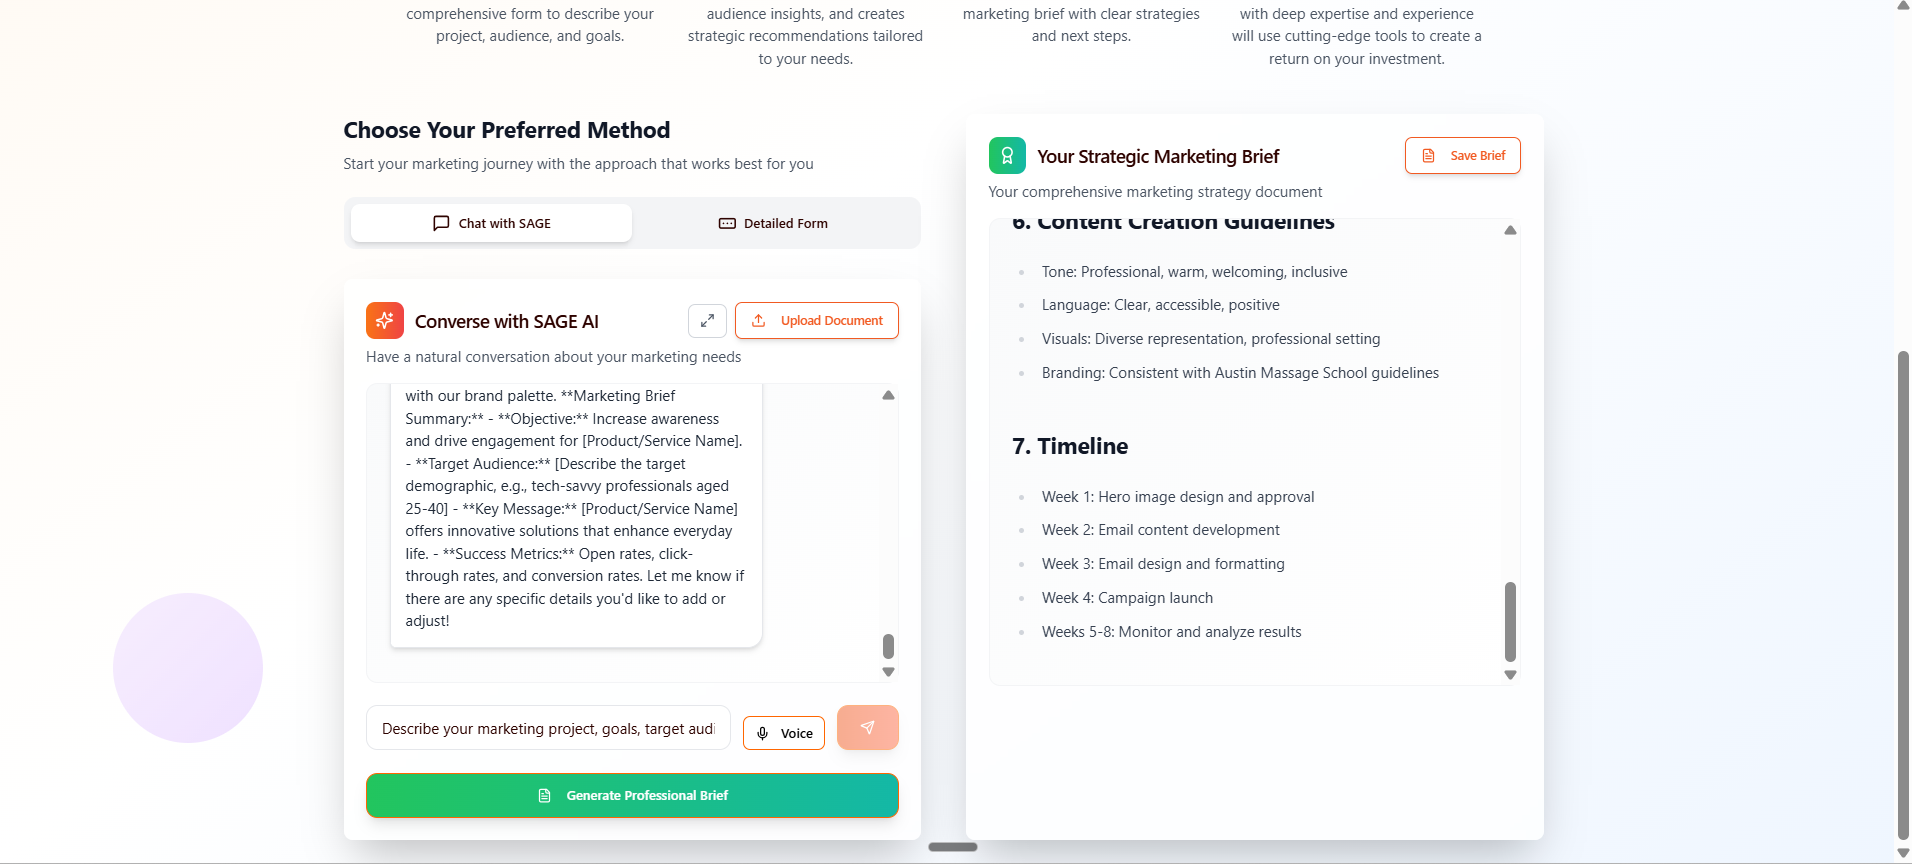 comprehensive form to describe your
project, audience, and goals.
audience insights, and creates
strategic recommendations tailored
to your needs.
marketing brief with clear strategies
and next steps.
with deep expertise and experience
will use cutting-edge tools to create a
return on your investment.
Choose Your Preferred Method
Start your marketing journey with the approach that works best for you
Chat with SAGE
Detailed Form
Converse with SAGE AI
Upload Document
Have a natural conversation about your marketing needs
with our brand palette. **Marketing Brief
Summary:** - **Objective:** Increase awareness
and drive engagement for [Product/Service Name].
- **Target Audience:** [Describe the target
demographic, e.g., tech-savvy professionals aged
25-40] - **Key Message:** [Product/Service Name]
offers innovative solutions that enhance everyday
life. - **Success Metrics:** Open rates, click-
through rates, and conversion rates. Let me know if
there are any specific details you'd like to add or
adjust!
Describe your marketing project, goals, target audi
Voice
Generate Professional Brief
Your Strategic Marketing Brief
Save Brief
Your comprehensive marketing strategy document
6. Content Creation Guidelines
Tone: Professional, warm, welcoming, inclusive
Language: Clear, accessible, positive
Visuals: Diverse representation, professional setting
Branding: Consistent with Austin Massage School guidelines
7. Timeline
Week 1: Hero image design and approval
Week 2: Email content development
Week 3: Email design and formatting
Week 4: Campaign launch
Weeks 5-8: Monitor and analyze results